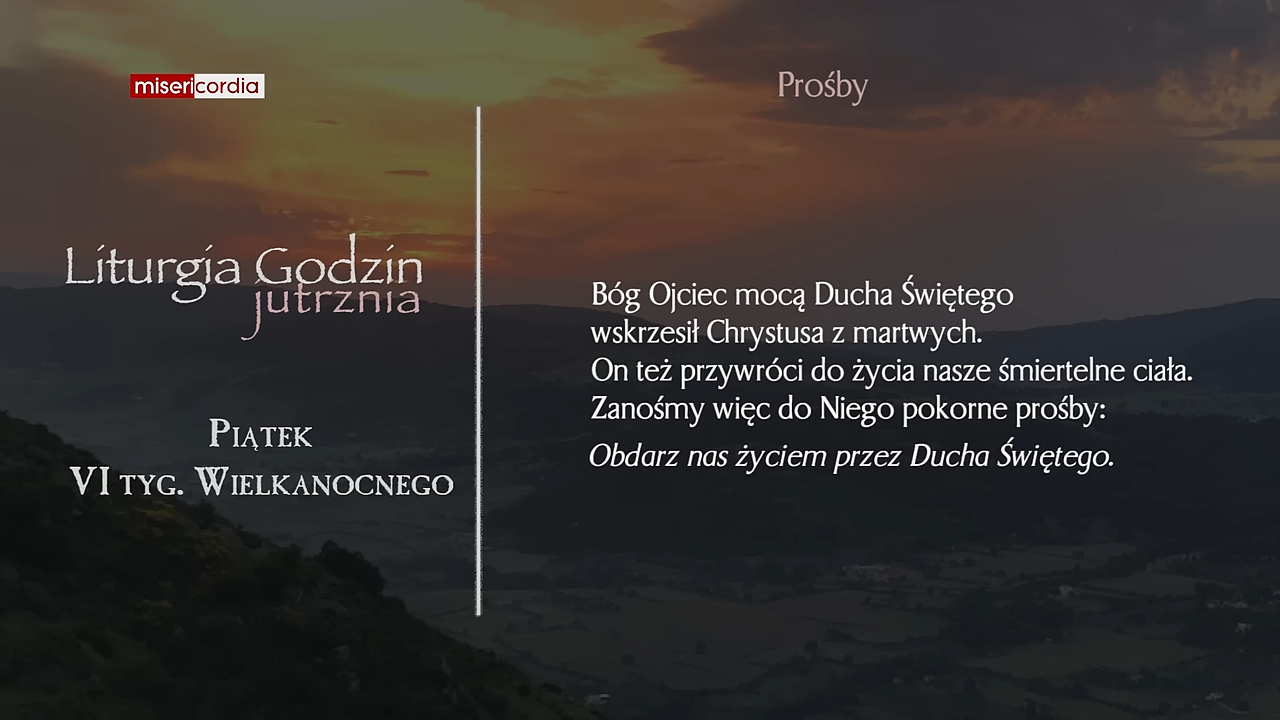 misericordia
Prośby
Liturgia Godzin
jutrznia
Piątek
VI tyg. Wielkanocnego
Bóg Ojciec mocą Ducha Świętego
wskrzesił Chrystusa z martwych.
On też przywróci do życia nasze śmiertelne ciała.
Zanośmy więc do Niego pokorne prośby:
Obdarz nas życiem przez Ducha Świętego.